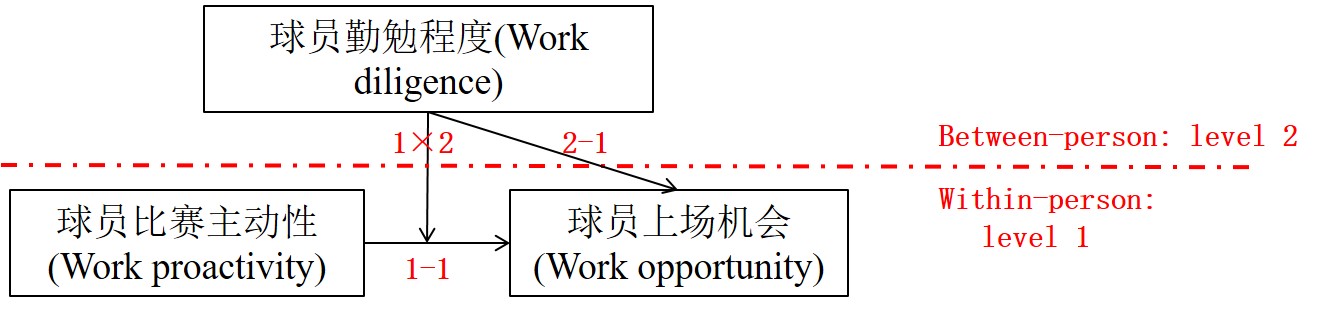 球员勤勉程度(Work
diligence)
1×2
2-1
Between-person: level 2
Within-person:
level 1
球员比赛主动性
(Work proactivity)
1-1
球员上场机会
(Work opportunity)